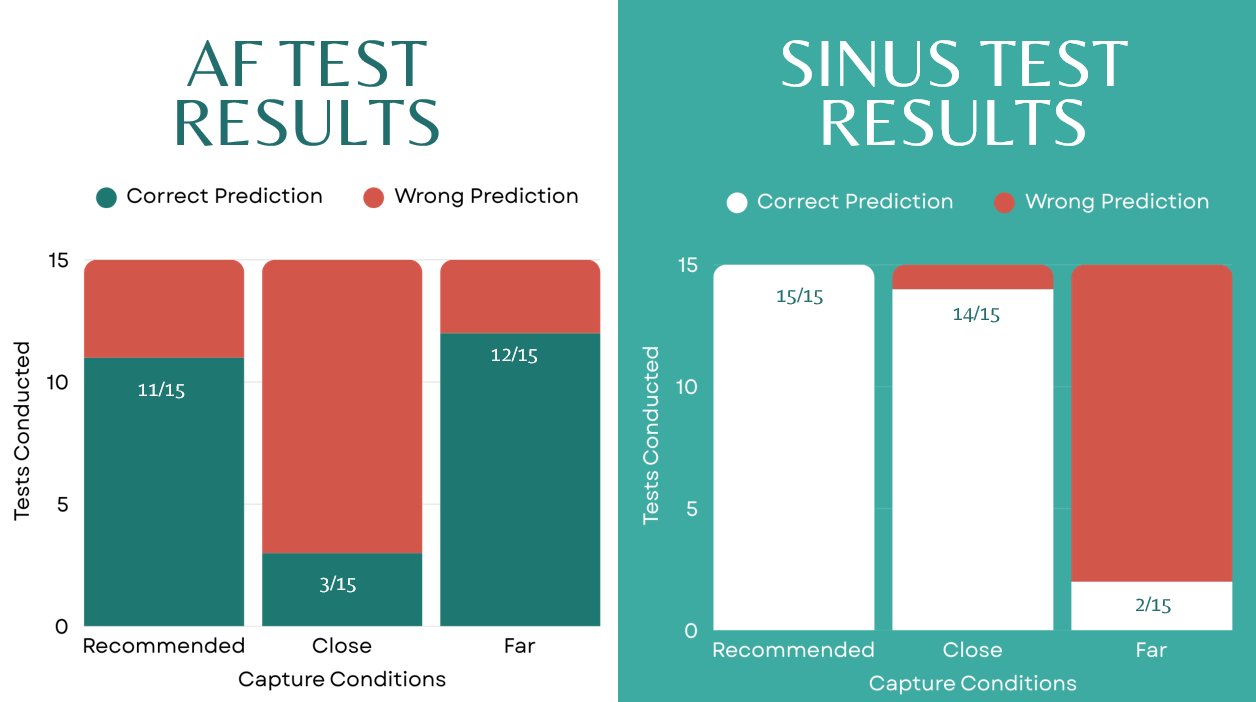 AF TEST
RESULTS
Correct Prediction
Wrong Prediction
15
10
5
0
Tests Conducted
11/15
3/15
12/15
Recommended
Close
Far
Capture Conditions
SINUS TEST
RESULTS
Correct Prediction
Wrong Prediction
15
10
5
0
Tests Conducted
15/15
14/15
2/15
Recommended
Close
Far
Capture Conditions